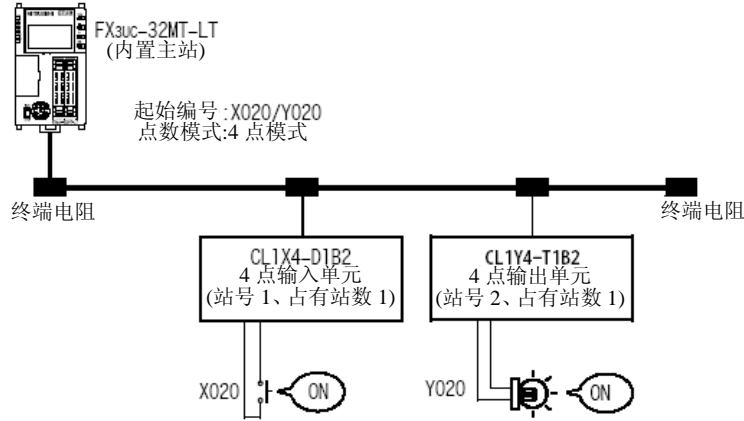 FX3UC-32MT-LT
(内置主站)
起始编号:X020/Y020
点数模式:4 点模式
终端电阻
终端电阻
CL1X4-D1B2
4 点输入单元
(站号 1、占有站数 1)
CL1Y4-T1B2
4 点输出单元
(站号 2、占有站数 1)
X020
ON
Y020
ON